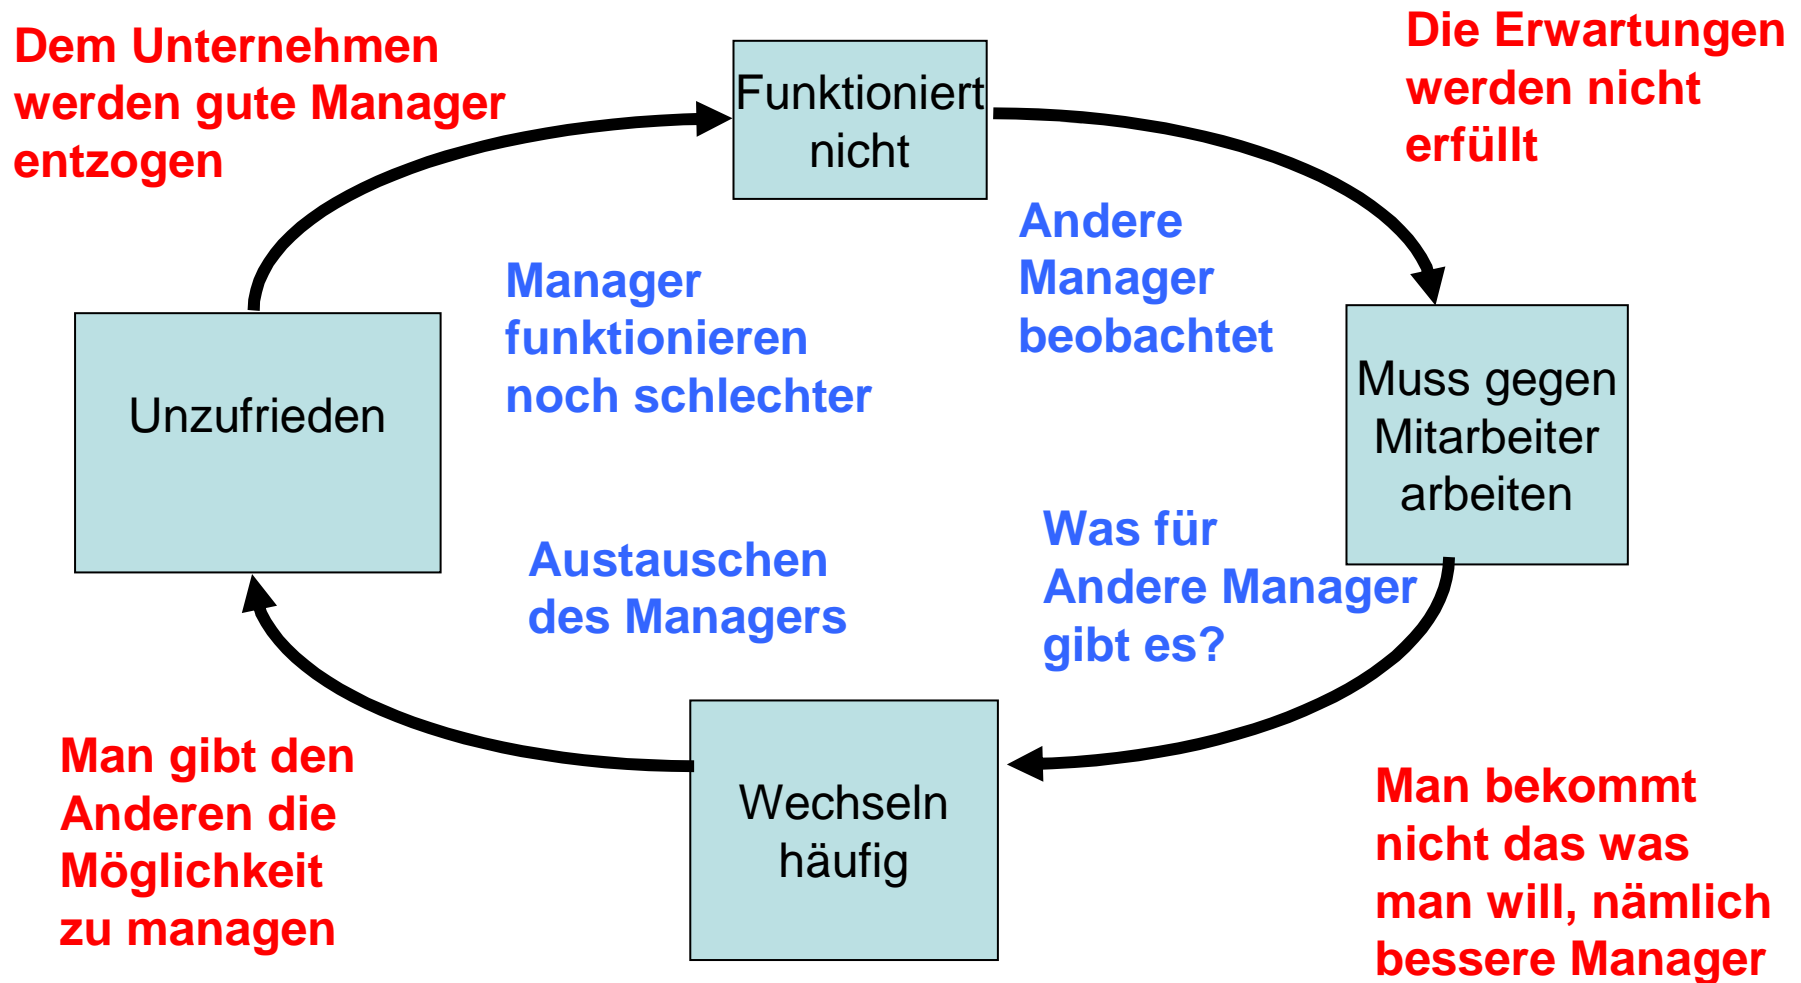 Dem Unternehmen
werden gute Manager
entzogen
Funktioniert
nicht
Die Erwartungen
werden nicht
erfüllt
Andere
Manager
beobachtet
Manager
funktionieren
noch schlechter
Unzufrieden
Muss gegen
Mitarbeiter
arbeiten
Was für
Andere Manager
gibt es?
Austauschen
des Managers
Wechseln
häufig
Man gibt den
Anderen die
Möglichkeit
zu managen
Man bekommt
nicht das was
man will, nämlich
bessere Manager